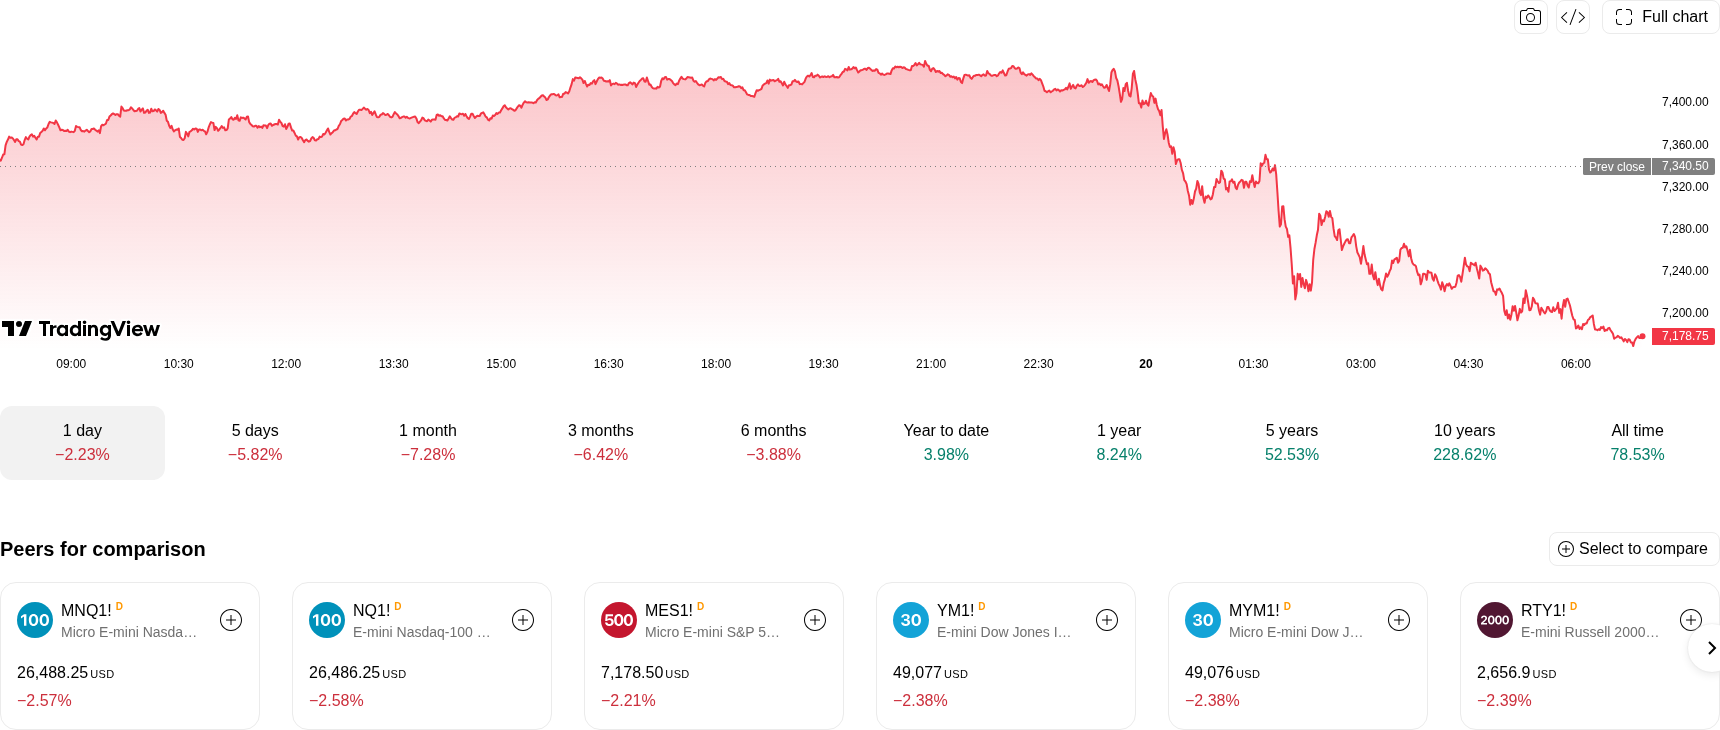 Full chart
7,400.00
7,360.00
Prev close 7,340.50
7,320.00
7,280.00
7,240.00
7,200.00
7,178.75
TradingView
09:00 10:30 12:00 13:30 15:00 16:30 18:00 19:30 21:00 22:30 20 01:30 03:00 04:30 06:00
1 day 5 days 1 month 3 months 6 months Year to date 1 year 5 years 10 years All time
−2.23% −5.82% −7.28% −6.42% −3.88% 3.98% 8.24% 52.53% 228.62% 78.53%
Peers for comparison
Select to compare
100 MNQ1! D
Micro E-mini Nasda…
26,488.25 USD
−2.57%
100 NQ1! D
E-mini Nasdaq-100 …
26,486.25 USD
−2.58%
500 MES1! D
Micro E-mini S&P 5…
7,178.50 USD
−2.21%
30 YM1! D
E-mini Dow Jones I…
49,077 USD
−2.38%
30 MYM1! D
Micro E-mini Dow J…
49,076 USD
−2.38%
2000 RTY1! D
E-mini Russell 2000…
2,656.9 USD
−2.39%